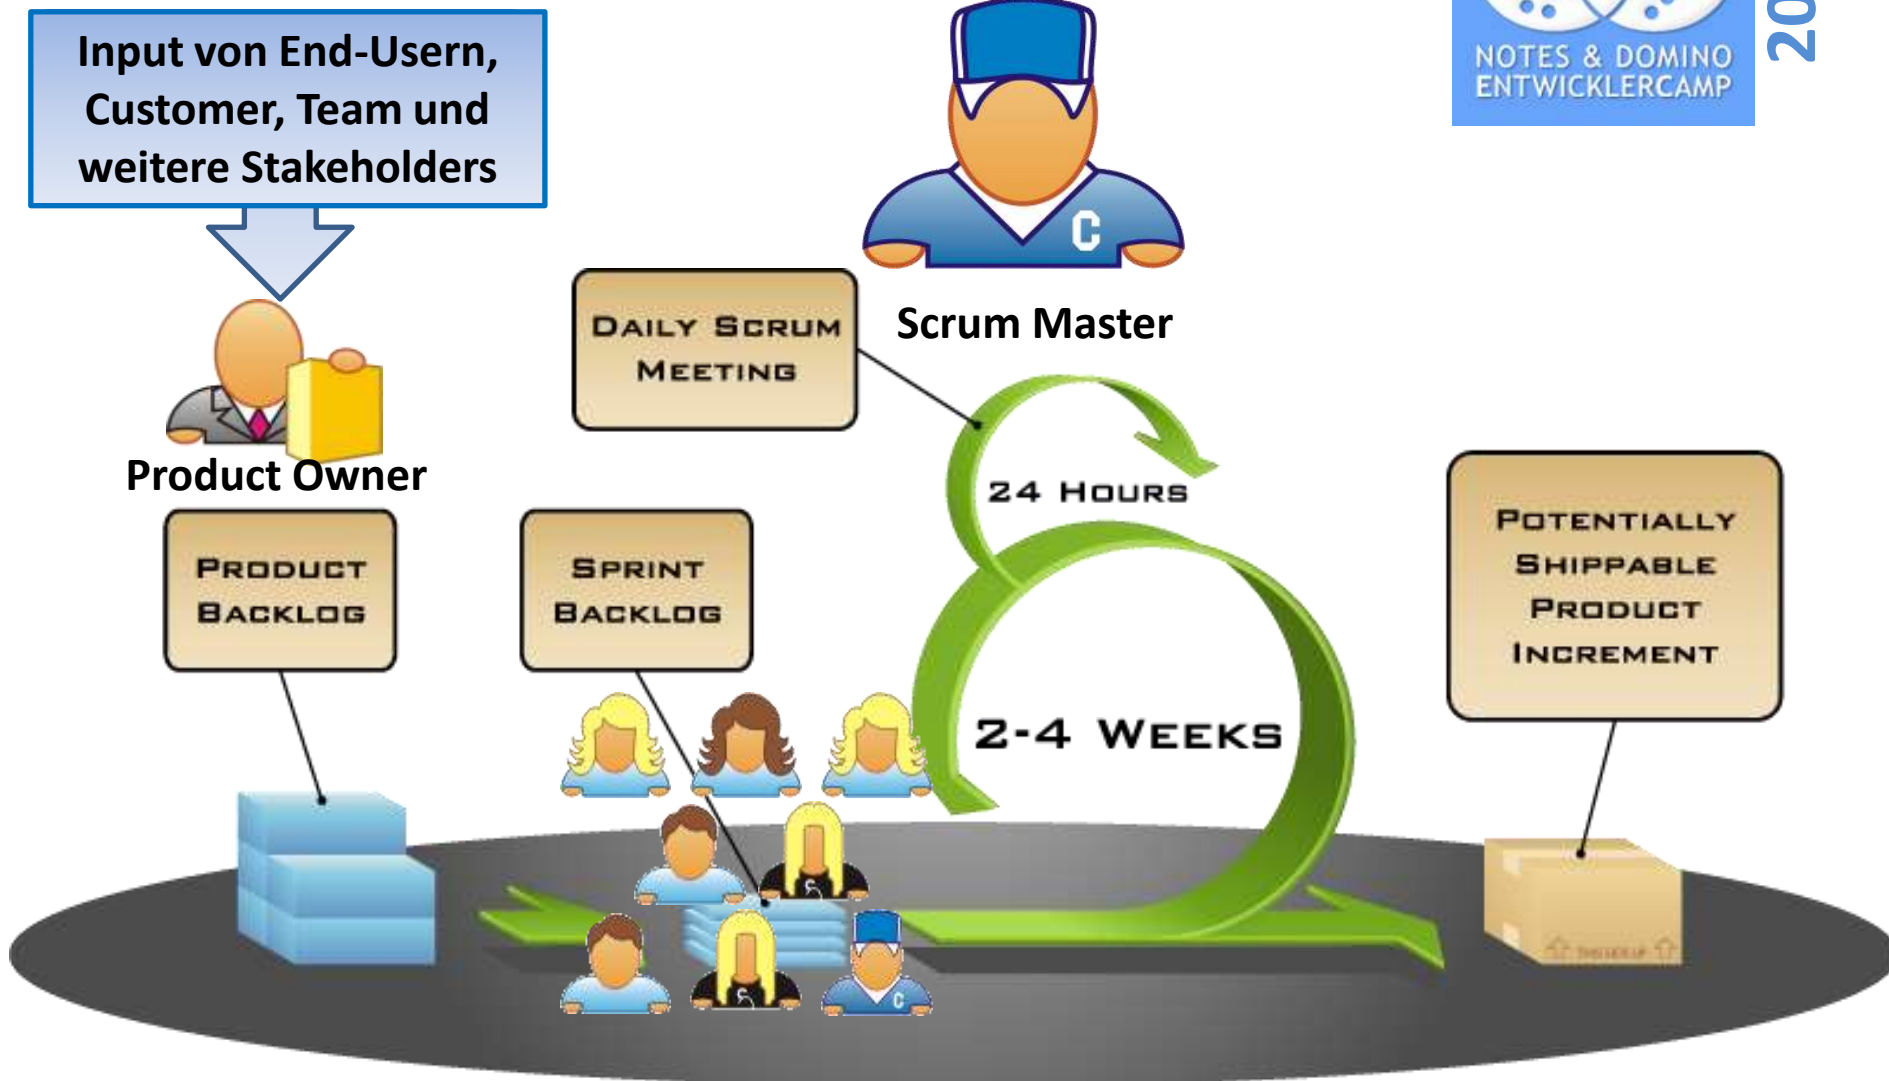 Input von End-Usern,
Customer, Team und
weitere Stakeholders
NOTES & DOMINO
ENTWICKLERCAMP
20
C
Scrum Master
DAILY SCRUM
MEETING
Product Owner
24 HOURS
PRODUCT
BACKLOG
SPRINT
BACKLOG
POTENTIALLY
SHIPPABLE
PRODUCT
INCREMENT
2-4 WEEKS
C